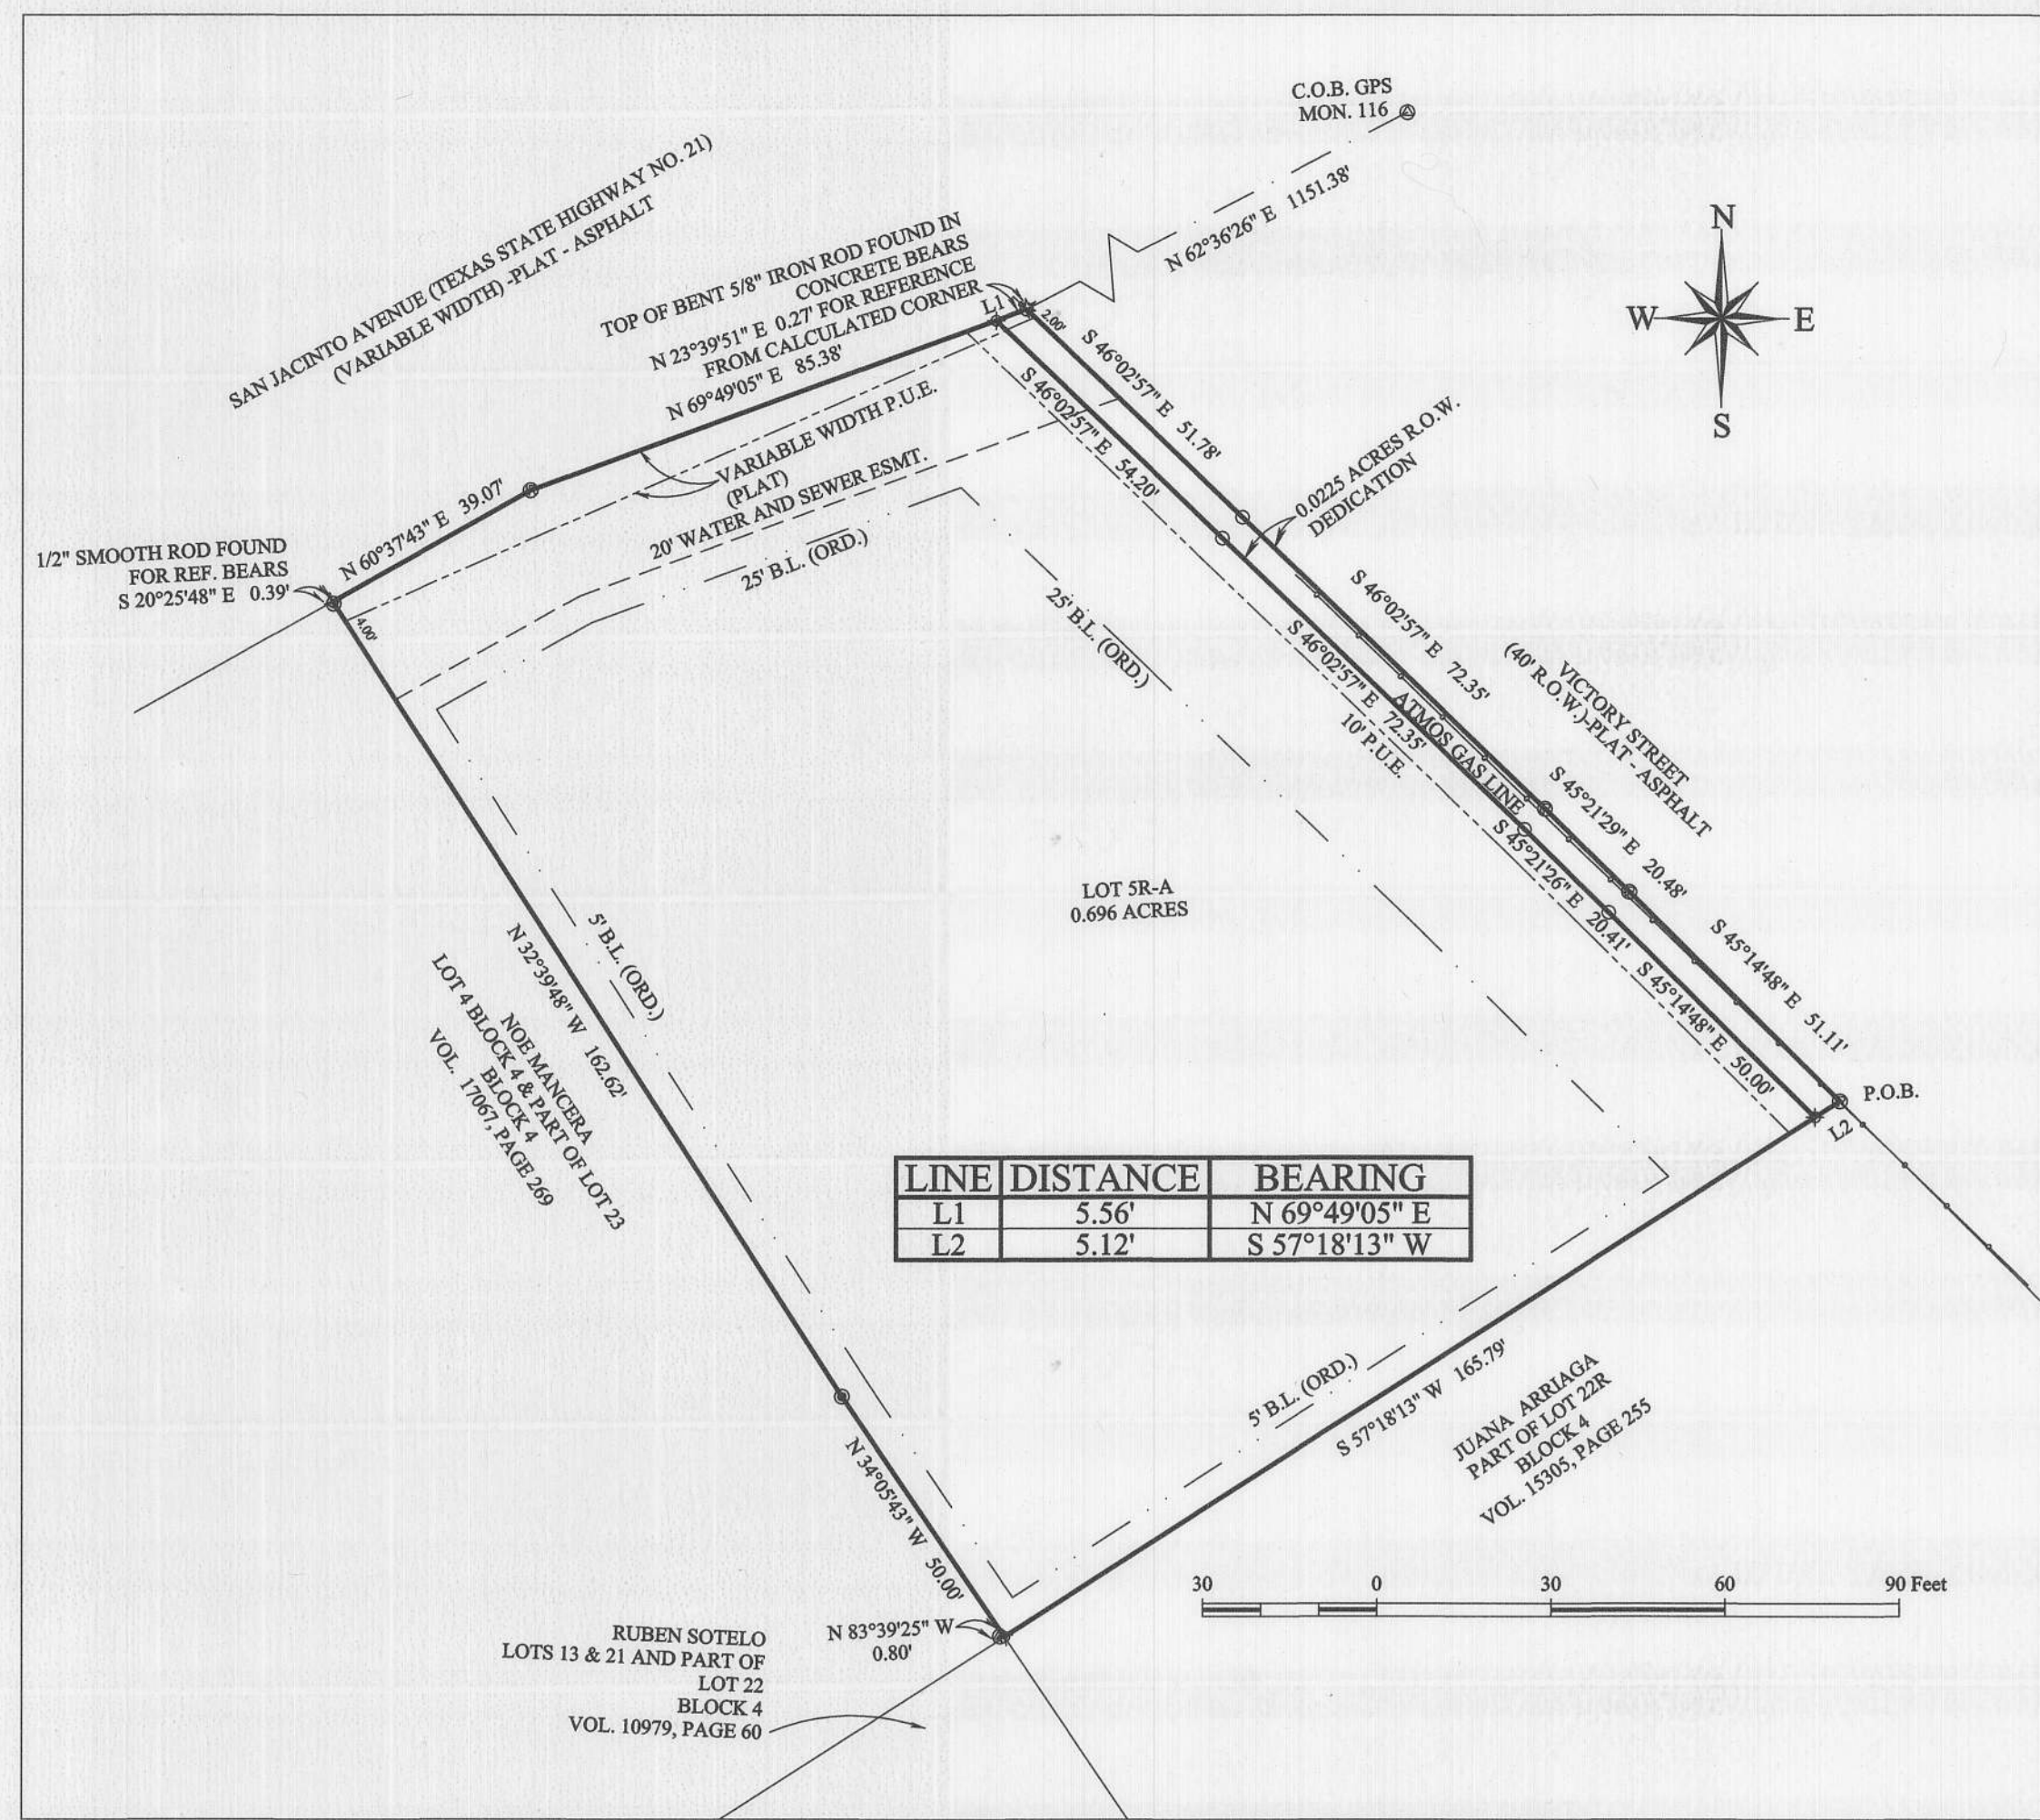 C.O.B. GPS
MON. 116
N 62°36'26" E 1151.38'
N
W
E
S
SAN JACINTO AVENUE (TEXAS STATE HIGHWAY NO. 21)
(VARIABLE WIDTH) -PLAT - ASPHALT
TOP OF BENT 5/8" IRON ROD FOUND IN
CONCRETE BEARS
N 23°39'51" E 0.27' FOR REFERENCE
FROM CALCULATED CORNER
N 69°49'05" E 85.38'
L1
2.00'
S 46°02'57" E 51.78'
S 46°02'57" E 54.20'
0.0225 ACRES R.O.W.
DEDICATION
VARIABLE WIDTH P.U.E.
(PLAT)
20' WATER AND SEWER ESMT.
25' B.L. (ORD.)
25' B.L. (ORD.)
N 60°37'43" E 39.07'
1/2" SMOOTH ROD FOUND
FOR REF. BEARS
S 20°25'48" E 0.39'
4.00'
S 46°02'57" E 72.35'
S 46°02'57" E 72.35'
ATMOS GAS LINE
10' P.U.E.
VICTORY STREET
(40' R.O.W.)-PLAT - ASPHALT
S 45°21'29" E 20.48'
S 45°21'26" E 20.41'
S 45°14'48" E 51.11'
S 45°14'48" E 50.00'
P.O.B.
L2
LOT 5R-A
0.696 ACRES
5' B.L. (ORD.)
N 32°39'48" W 162.62'
NOE MANCERA
LOT 4 BLOCK 4 & PART OF LOT 23
BLOCK 4
VOL. 17067, PAGE 269
LINE DISTANCE BEARING
L1 5.56' N 69°49'05" E
L2 5.12' S 57°18'13" W
5' B.L. (ORD.)
S 57°18'13" W 165.79'
JUANA ARRIAGA
PART OF LOT 22R
BLOCK 4
VOL. 15305, PAGE 255
N 34°05'43" W 50.00'
30 0 30 60 90 Feet
N 83°39'25" W
0.80'
RUBEN SOTELO
LOTS 13 & 21 AND PART OF
LOT 22
BLOCK 4
VOL. 10979, PAGE 60